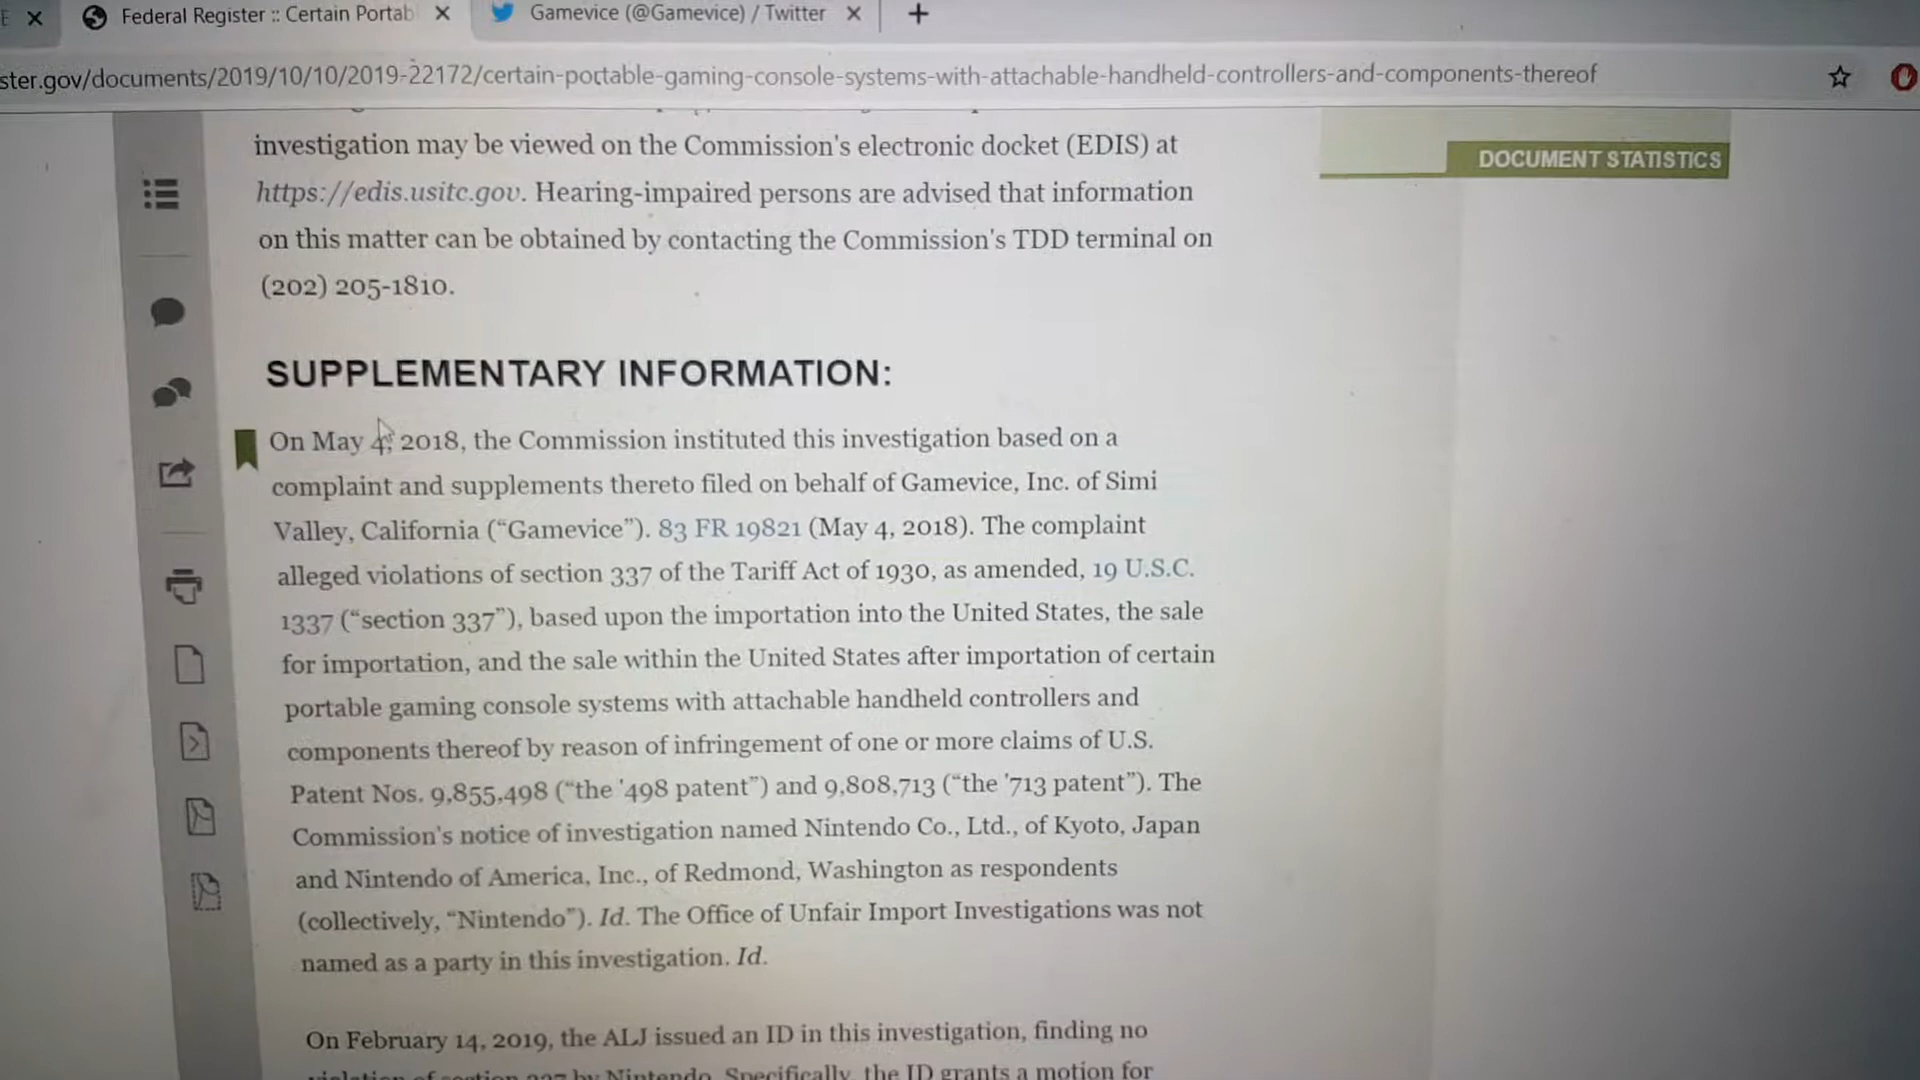 E
Federal Register :: Certain Portab
Gamevice (@Gamevice) / Twitter
ster.gov/documents/2019/10/10/2019-22172/certain-portable-gaming-console-systems-with-attachable-handheld-controllers-and-components-thereof
DOCUMENT STATISTICS
investigation may be viewed on the Commission's electronic docket (EDIS) at
https://edis.usitc.gov. Hearing-impaired persons are advised that information
on this matter can be obtained by contacting the Commission's TDD terminal on
(202) 205-1810.
SUPPLEMENTARY INFORMATION:
On May 4, 2018, the Commission instituted this investigation based on a
complaint and supplements thereto filed on behalf of Gamevice, Inc. of Simi
Valley, California (“Gamevice”). 83 FR 19821 (May 4, 2018). The complaint
alleged violations of section 337 of the Tariff Act of 1930, as amended, 19 U.S.C.
1337 (“section 337”), based upon the importation into the United States, the sale
for importation, and the sale within the United States after importation of certain
portable gaming console systems with attachable handheld controllers and
components thereof by reason of infringement of one or more claims of U.S.
Patent Nos. 9,855,498 (“the '498 patent”) and 9,808,713 (“the '713 patent”). The
Commission's notice of investigation named Nintendo Co., Ltd., of Kyoto, Japan
and Nintendo of America, Inc., of Redmond, Washington as respondents
(collectively, “Nintendo”). Id. The Office of Unfair Import Investigations was not
named as a party in this investigation. Id.
On February 14, 2019, the ALJ issued an ID in this investigation, finding no
violation of section 337 by Nintendo. Specifically, the ID grants a motion for